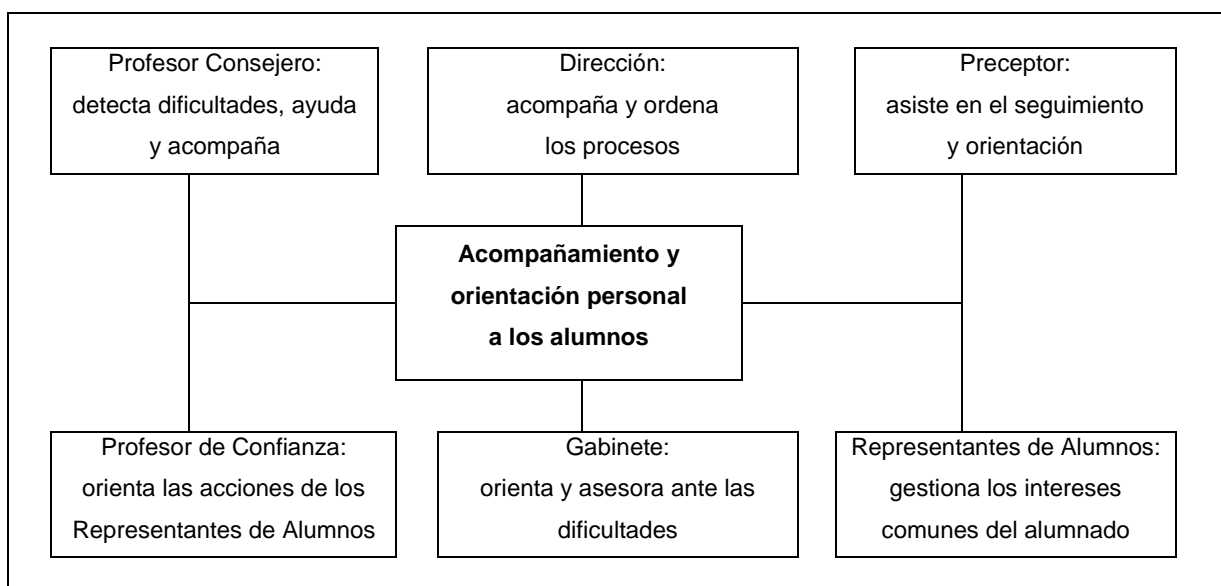 Profesor Consejero:
detecta dificultades, ayuda
y acompaña
Dirección:
acompaña y ordena
los procesos
Preceptor:
asiste en el seguimiento
y orientación
Acompañamiento y
orientación personal
a los alumnos
Profesor de Confianza:
orienta las acciones de los
Representantes de Alumnos
Gabinete:
orienta y asesora ante las
dificultades
Representantes de Alumnos:
gestiona los intereses
comunes del alumnado